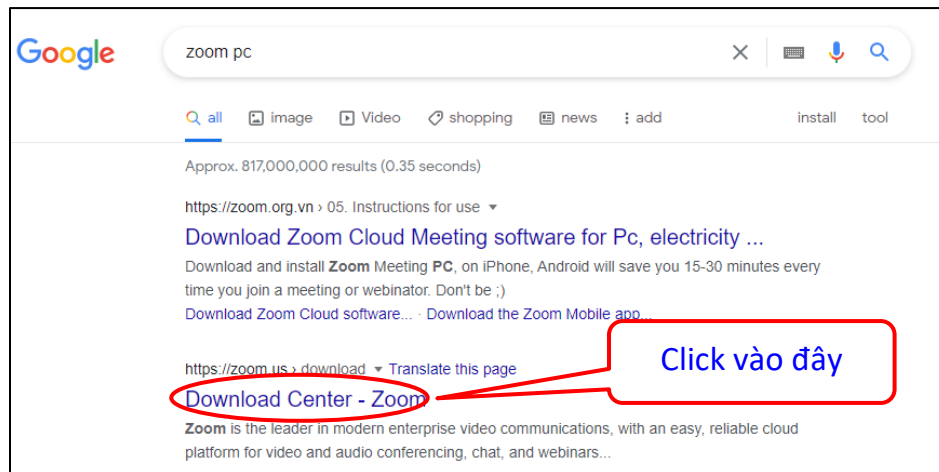 Google
zoom pc
all image Video shopping news add install tool
Approx. 817,000,000 results (0.35 seconds)
https://zoom.org.vn › 05. Instructions for use
Download Zoom Cloud Meeting software for Pc, electricity ...
Download and install Zoom Meeting PC, on iPhone, Android will save you 15-30 minutes every
time you join a meeting or webinator. Don't be ;)
Download Zoom Cloud software... · Download the Zoom Mobile app...
https://zoom.us › download Translate this page
Click vào đây
Download Center - Zoom
Zoom is the leader in modern enterprise video communications, with an easy, reliable cloud
platform for video and audio conferencing, chat, and webinars...